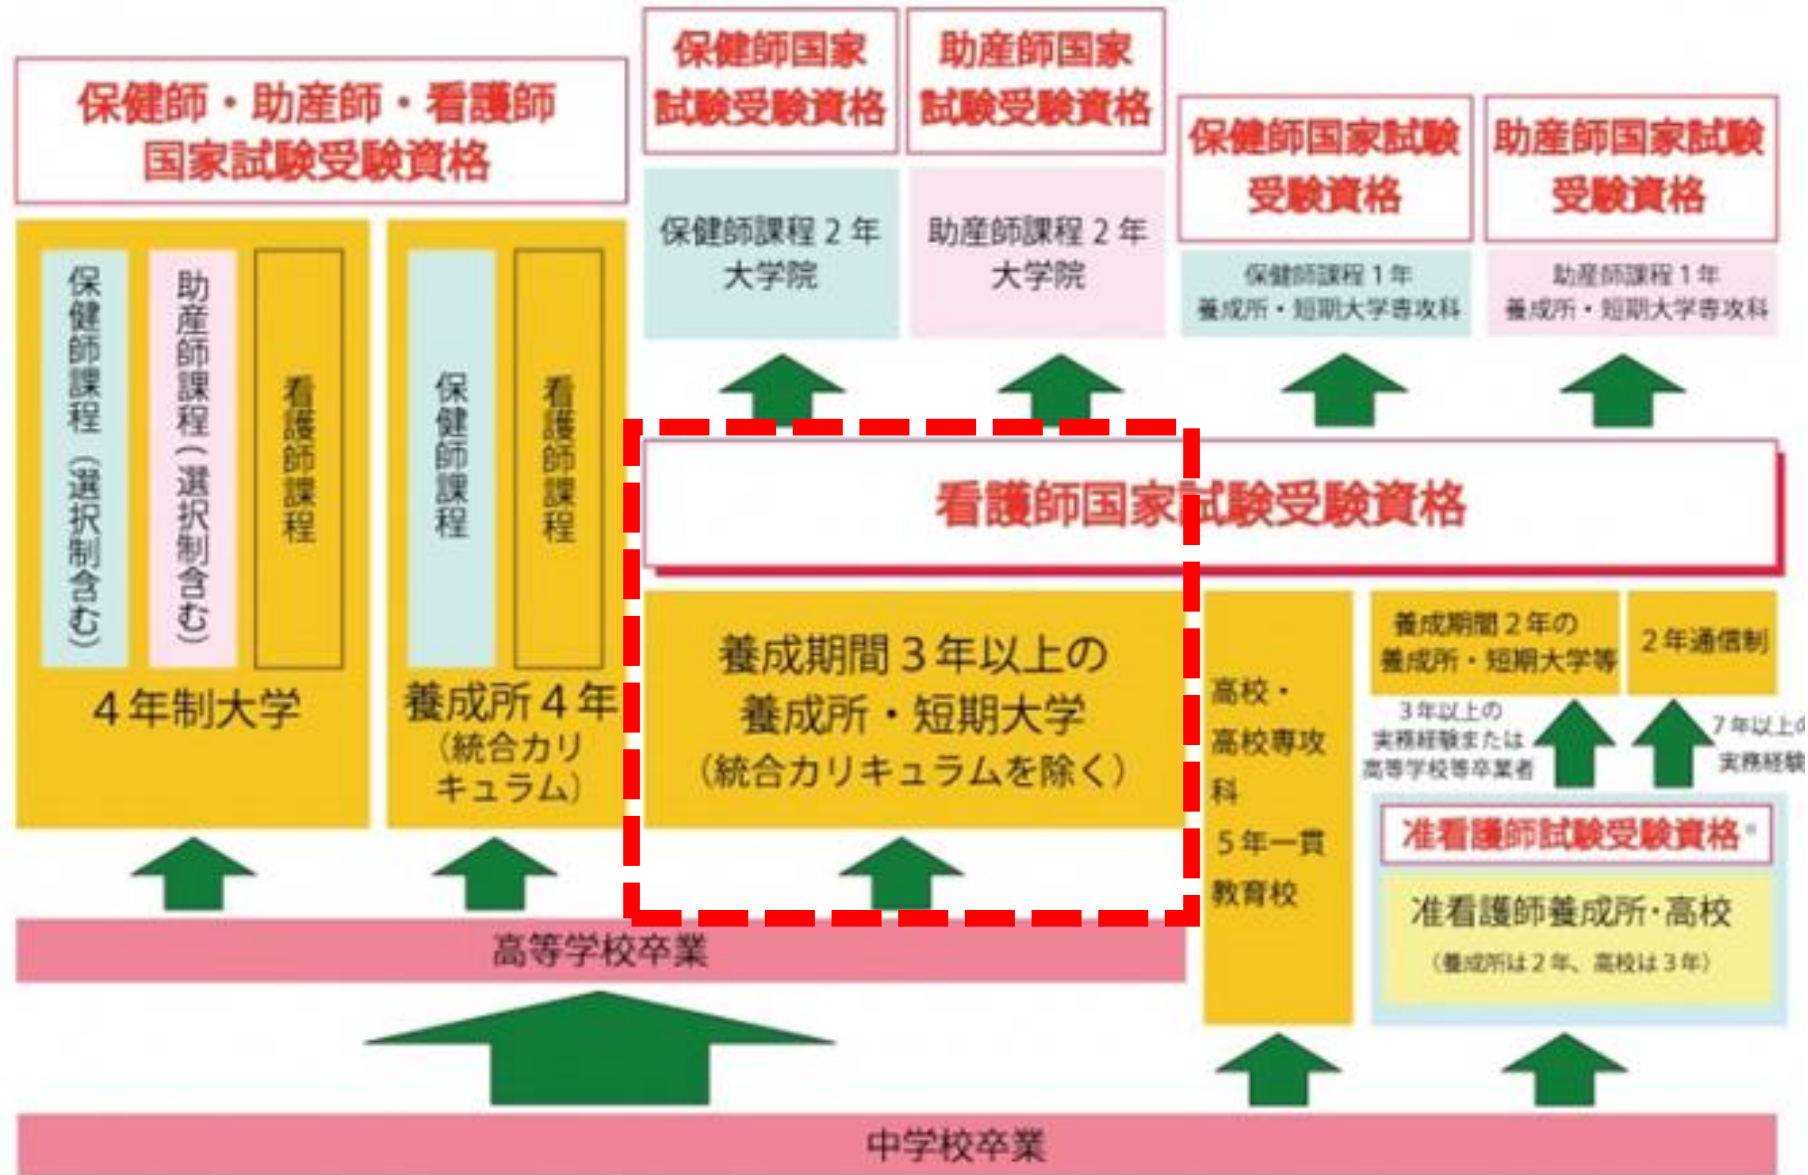 保健師・助産師・看護師
国家試験受験資格
保健師国家
試験受験資格
助産師国家
試験受験資格
保健師国家試験
受験資格
助産師国家試験
受験資格
保健師課程2年
大学院
助産師課程2年
大学院
保健師課程1年
養成所・短期大学専攻科
助産師課程1年
養成所・短期大学専攻科
保健師課程（選択制含む）
助産師課程（選択制含む）
看護師課程
4年制大学
保健師課程
看護師課程
養成所4年
（統合カリ
キュラム）
看護師国家試験受験資格
養成期間3年以上の
養成所・短期大学
（統合カリキュラムを除く）
高校・
高校専攻
科
5年一貫
教育校
養成期間2年の
養成所・短期大学等
2年通信制
3年以上の
実務経験または
高等学校等卒業者
7年以上の
実務経験
准看護師試験受験資格
准看護師養成所・高校
（養成所は2年、高校は3年）
高等学校卒業
中学校卒業